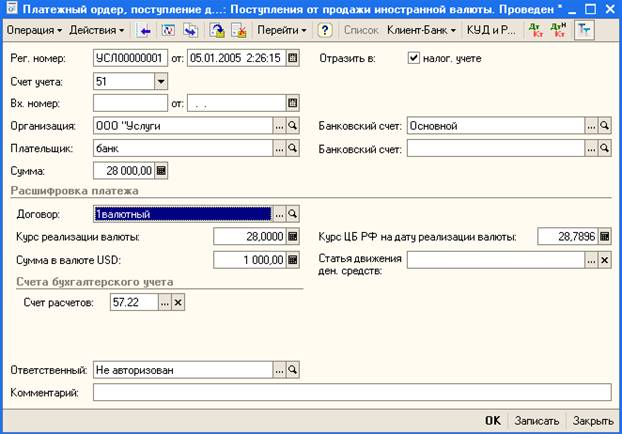 Платежный ордер, поступление д...: Поступления от продажи иностранной валюты. Проведен *
Операция Действия Перейти ? Список Клиент-Банк КУД и Р... Дт Кт Дт Н Кт Тт
Рег. номер: УСЛ00000001 от: 05.01.2005 2:26:15 Отразить в: налог. учете
Счет учета: 51
Вх. номер: от: . .
Организация: ООО "Услуги ... Банковский счет: Основной ...
Плательщик: банк ... Банковский счет: ...
Сумма: 28 000,00
Расшифровка платежа
Договор: 1валютный ...
Курс реализации валюты: 28,0000 Курс ЦБ РФ на дату реализации валюты: 28,7896
Сумма в валюте USD: 1 000,00 Статья движения ден. средств: ... ×
Счета бухгалтерского учета
Счет расчетов: 57.22 ... ×
Ответственный: Не авторизован ...
Комментарий:
OK Записать Закрыть